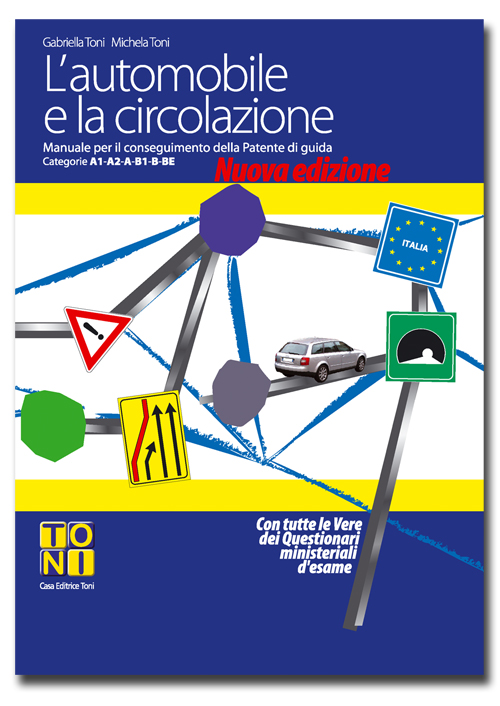 Gabriella Toni Michela Toni
L'automobile
e la circolazione
Manuale per il conseguimento della Patente di guida
Categorie A1-A2-A-B1-B-BE
Nuova edizione
ITALIA
Con tutte le Vere
dei Questionari
ministeriali
d'esame
TO
NI
Casa Editrice Toni